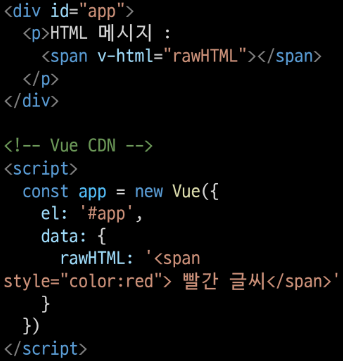 <div id="app">
  <p>HTML 메시지 :
    <span v-html="rawHTML"></span>
  </p>
</div>

<!-- Vue CDN -->
<script>
  const app = new Vue({
    el: '#app',
    data: {
      rawHTML: '<span
style="color:red"> 빨간 글씨</span>'
    }
  })
</script>